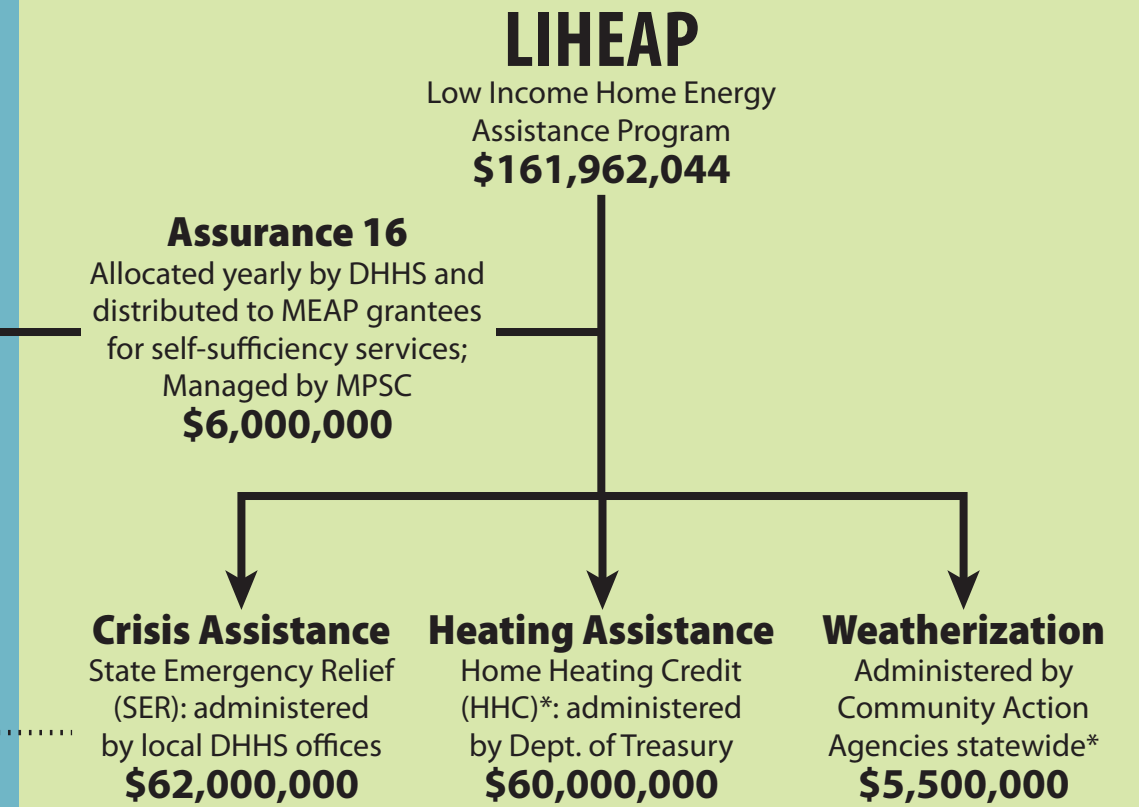 LIHEAP
Low Income Home Energy
Assistance Program
$161,962,044
Assurance 16
Allocated yearly by DHHS and
distributed to MEAP grantees
for self-sufficiency services;
Managed by MPSC
$6,000,000
Crisis Assistance
State Emergency Relief
(SER): administered
by local DHHS offices
$62,000,000
Heating Assistance
Home Heating Credit
(HHC)*: administered
by Dept. of Treasury
$60,000,000
Weatherization
Administered by
Community Action
Agencies statewide*
$5,500,000